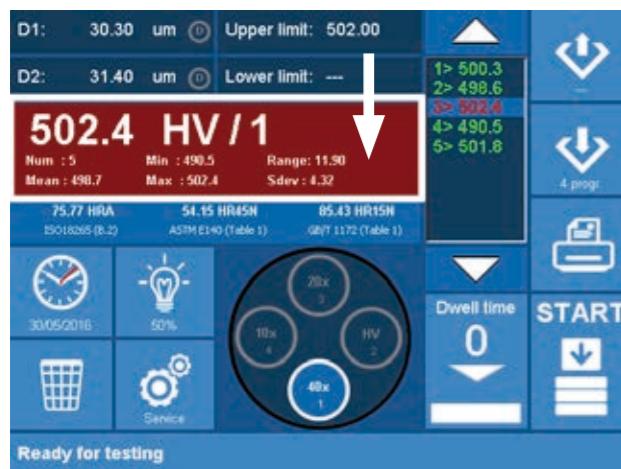 D1: 30.30 um D Upper limit: 502.00
D2: 31.40 um D Lower limit: ---
1> 500.3
2> 498.6
3> 502.4
4> 490.5
5> 501.8
---
4 progr.
502.4 HV / 1
Num : 5 Min : 490.5 Range: 11.90
Mean : 498.7 Max : 502.4 Sdev : 4.32
75.77 HRA 54.15 HR45N 85.43 HR15N
ISO18265 (B.2) ASTM E140 (Table 1) GB/T 1172 (Table 1)
30/05/2016 50%
Service
20x
3
10x
4
HV
2
40x
1
Dwell time
0
START
Ready for testing